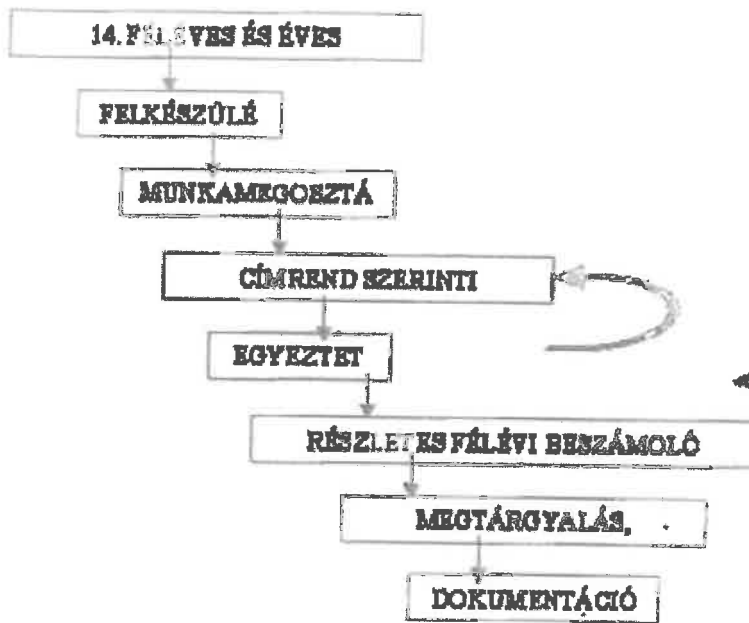 14. FÉLÉVES ÉS ÉVES
FELKÉSZÜLÉ
MUNKAMEGOSZTÁ
CÍMREND SZERINTI
EGYEZTET
RÉSZLETES FÉLÉVI BESZÁMOLÓ
MEGTÁRGYALÁS,
DOKUMENTÁCIÓ